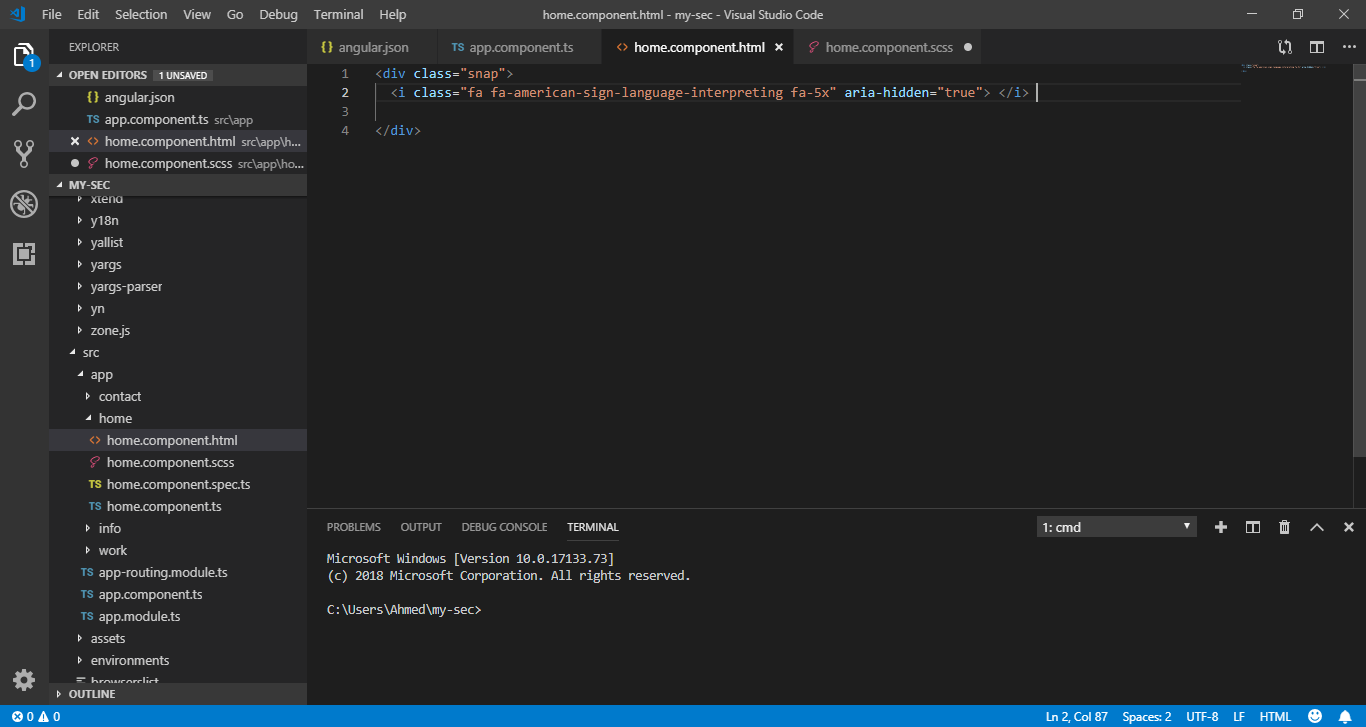 File Edit Selection View Go Debug Terminal Help
home.component.html - my-sec - Visual Studio Code
1
EXPLORER
OPEN EDITORS 1 UNSAVED
{} angular.json
TS app.component.ts src\app
<> home.component.html src\app\h...
home.component.scss src\app\ho...
MY-SEC
xtend
y18n
yallist
yargs
yargs-parser
yn
zone.js
src
app
contact
home
<> home.component.html
home.component.scss
TS home.component.spec.ts
TS home.component.ts
info
work
TS app-routing.module.ts
TS app.component.ts
TS app.module.ts
assets
environments
browserslist
OUTLINE
{} angular.json
TS app.component.ts
<> home.component.html
home.component.scss
1 <div class="snap">
2 <i class="fa fa-american-sign-language-interpreting fa-5x" aria-hidden="true"> </i>
3
4 </div>
PROBLEMS OUTPUT DEBUG CONSOLE TERMINAL
1: cmd
Microsoft Windows [Version 10.0.17133.73]
(c) 2018 Microsoft Corporation. All rights reserved.
C:\Users\Ahmed\my-sec>
0 0
Ln 2, Col 87 Spaces: 2 UTF-8 LF HTML